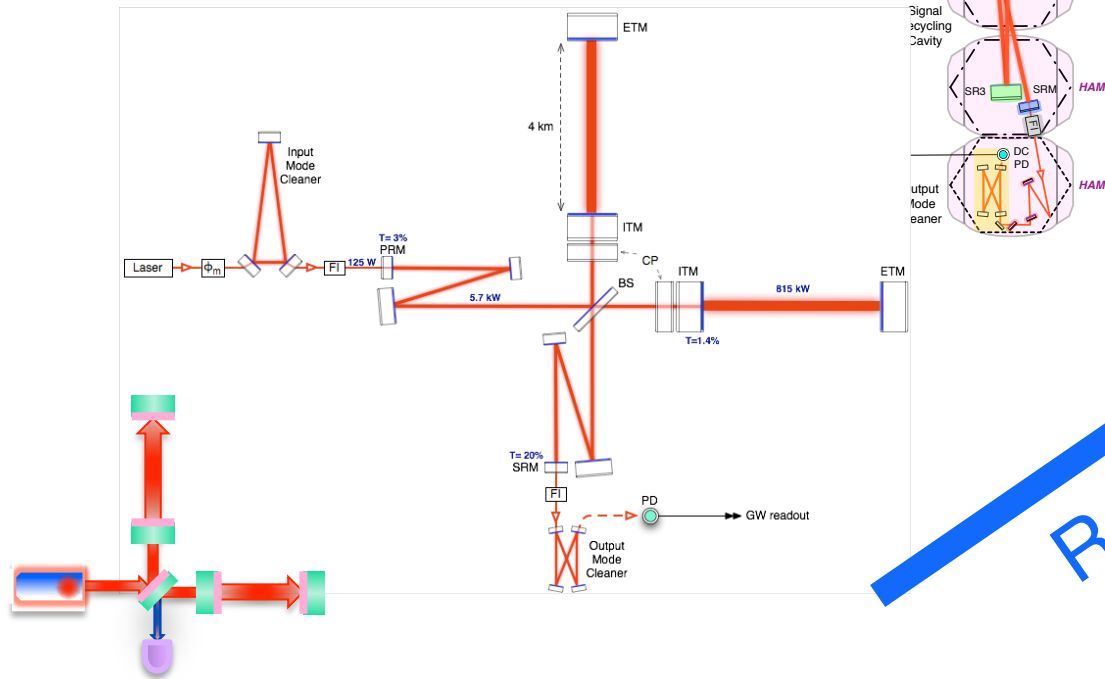 ETM
4 km
Input
Mode
Cleaner
ITM
T= 3%
PRM
Laser
Φm
FI
125 W
CP
BS
ITM
ETM
5.7 kW
815 kW
T=1.4%
T= 20%
SRM
FI
PD
GW readout
Output
Mode
Cleaner
Signal
ecycling
Cavity
SR3
SRM
HAM
FI
DC
PD
HAM
utput
Mode
eaner
R